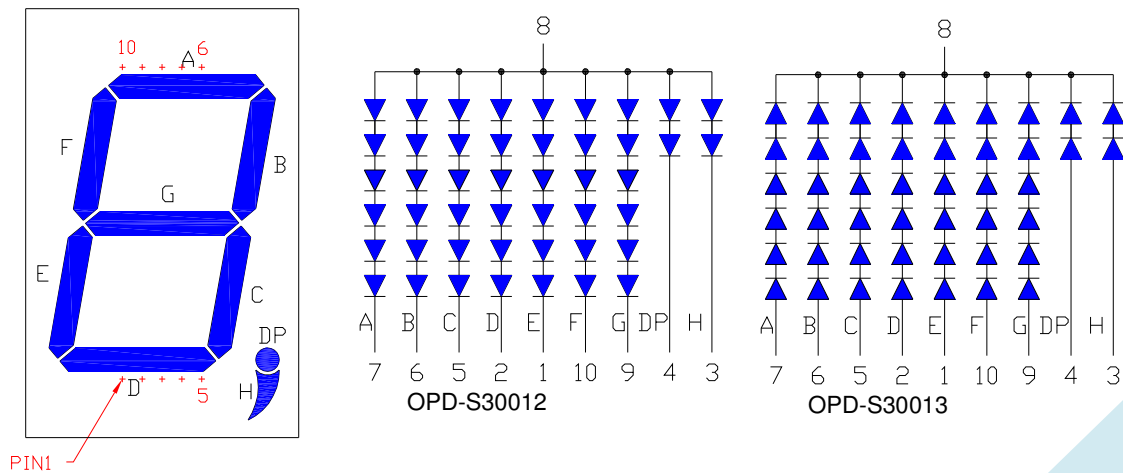 10 6
A
F
B
G
E
C
DP
D
5
H
PIN1
8
A B C D E F G DP H
7 6 5 2 1 10 9 4 3
OPD-S30012
8
A B C D E F G DP H
7 6 5 2 1 10 9 4 3
OPD-S30013